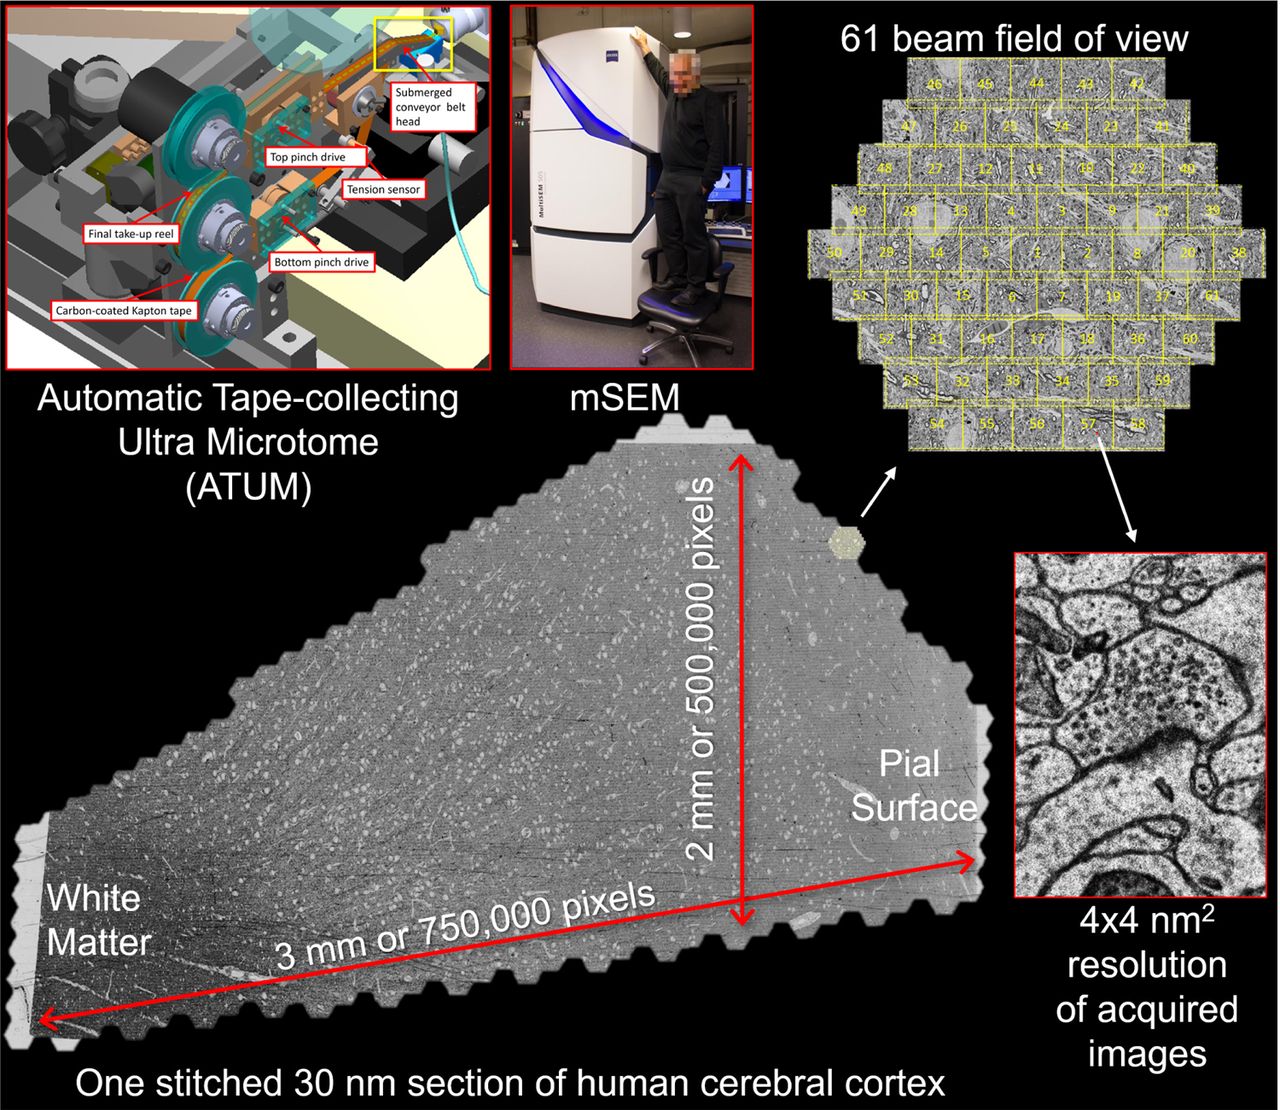 Submerged
conveyor belt
head
Top pinch drive
Tension sensor
Final take-up reel
Bottom pinch drive
Carbon-coated Kapton tape
Automatic Tape-collecting
Ultra Microtome
(ATUM)
ZEISS
MultiSEM 505
mSEM
61 beam field of view
46 45 44 43 42
47 26 25 24 23 41
48 27 12 11 10 22 40
49 28 13 4 3 9 21 39
50 29 14 5 1 2 8 20 38
51 30 15 6 7 19 37 61
52 31 16 17 18 36 60
53 32 33 34 35 59
54 55 56 57 58
2 mm or 500,000 pixels
Pial
Surface
White
Matter
3 mm or 750,000 pixels
4x4 nm²
resolution
of acquired
images
One stitched 30 nm section of human cerebral cortex